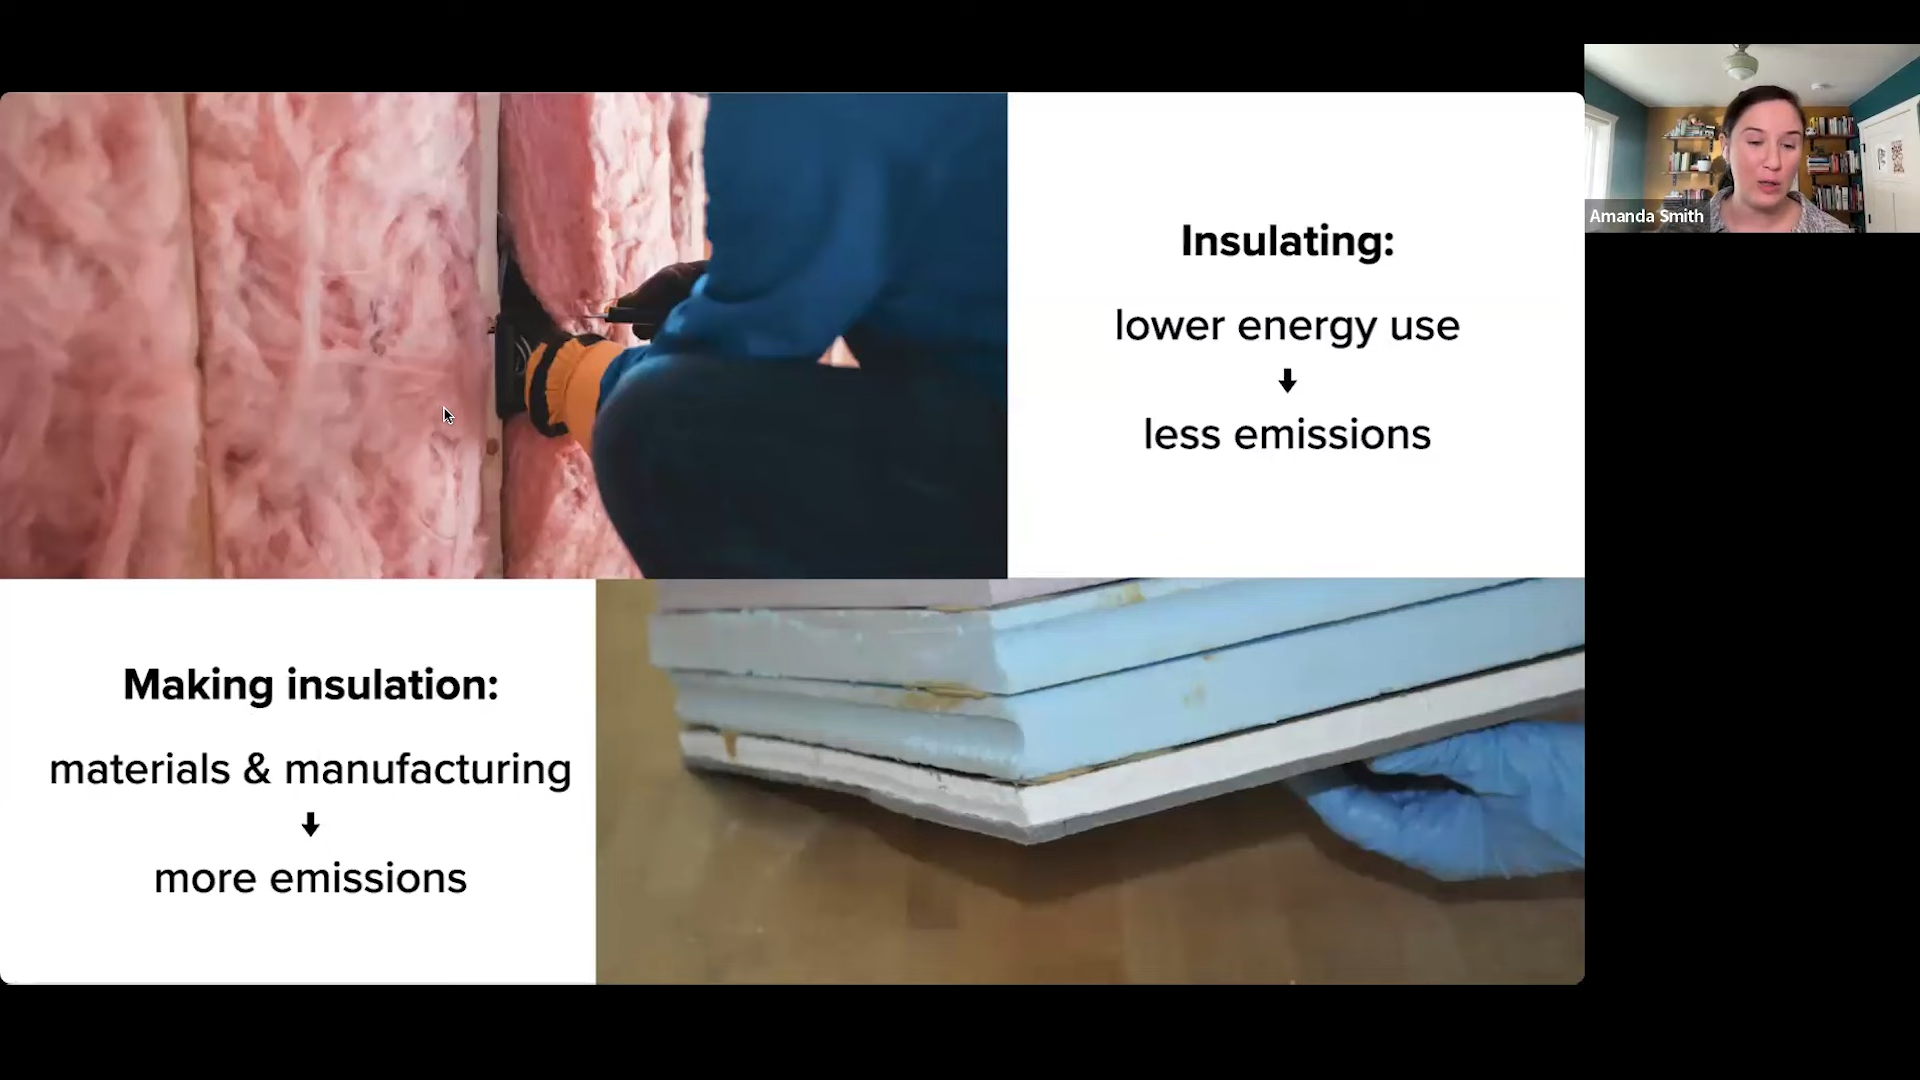 Insulating:
lower energy use
less emissions
Amanda Smith
Making insulation:
materials & manufacturing
more emissions